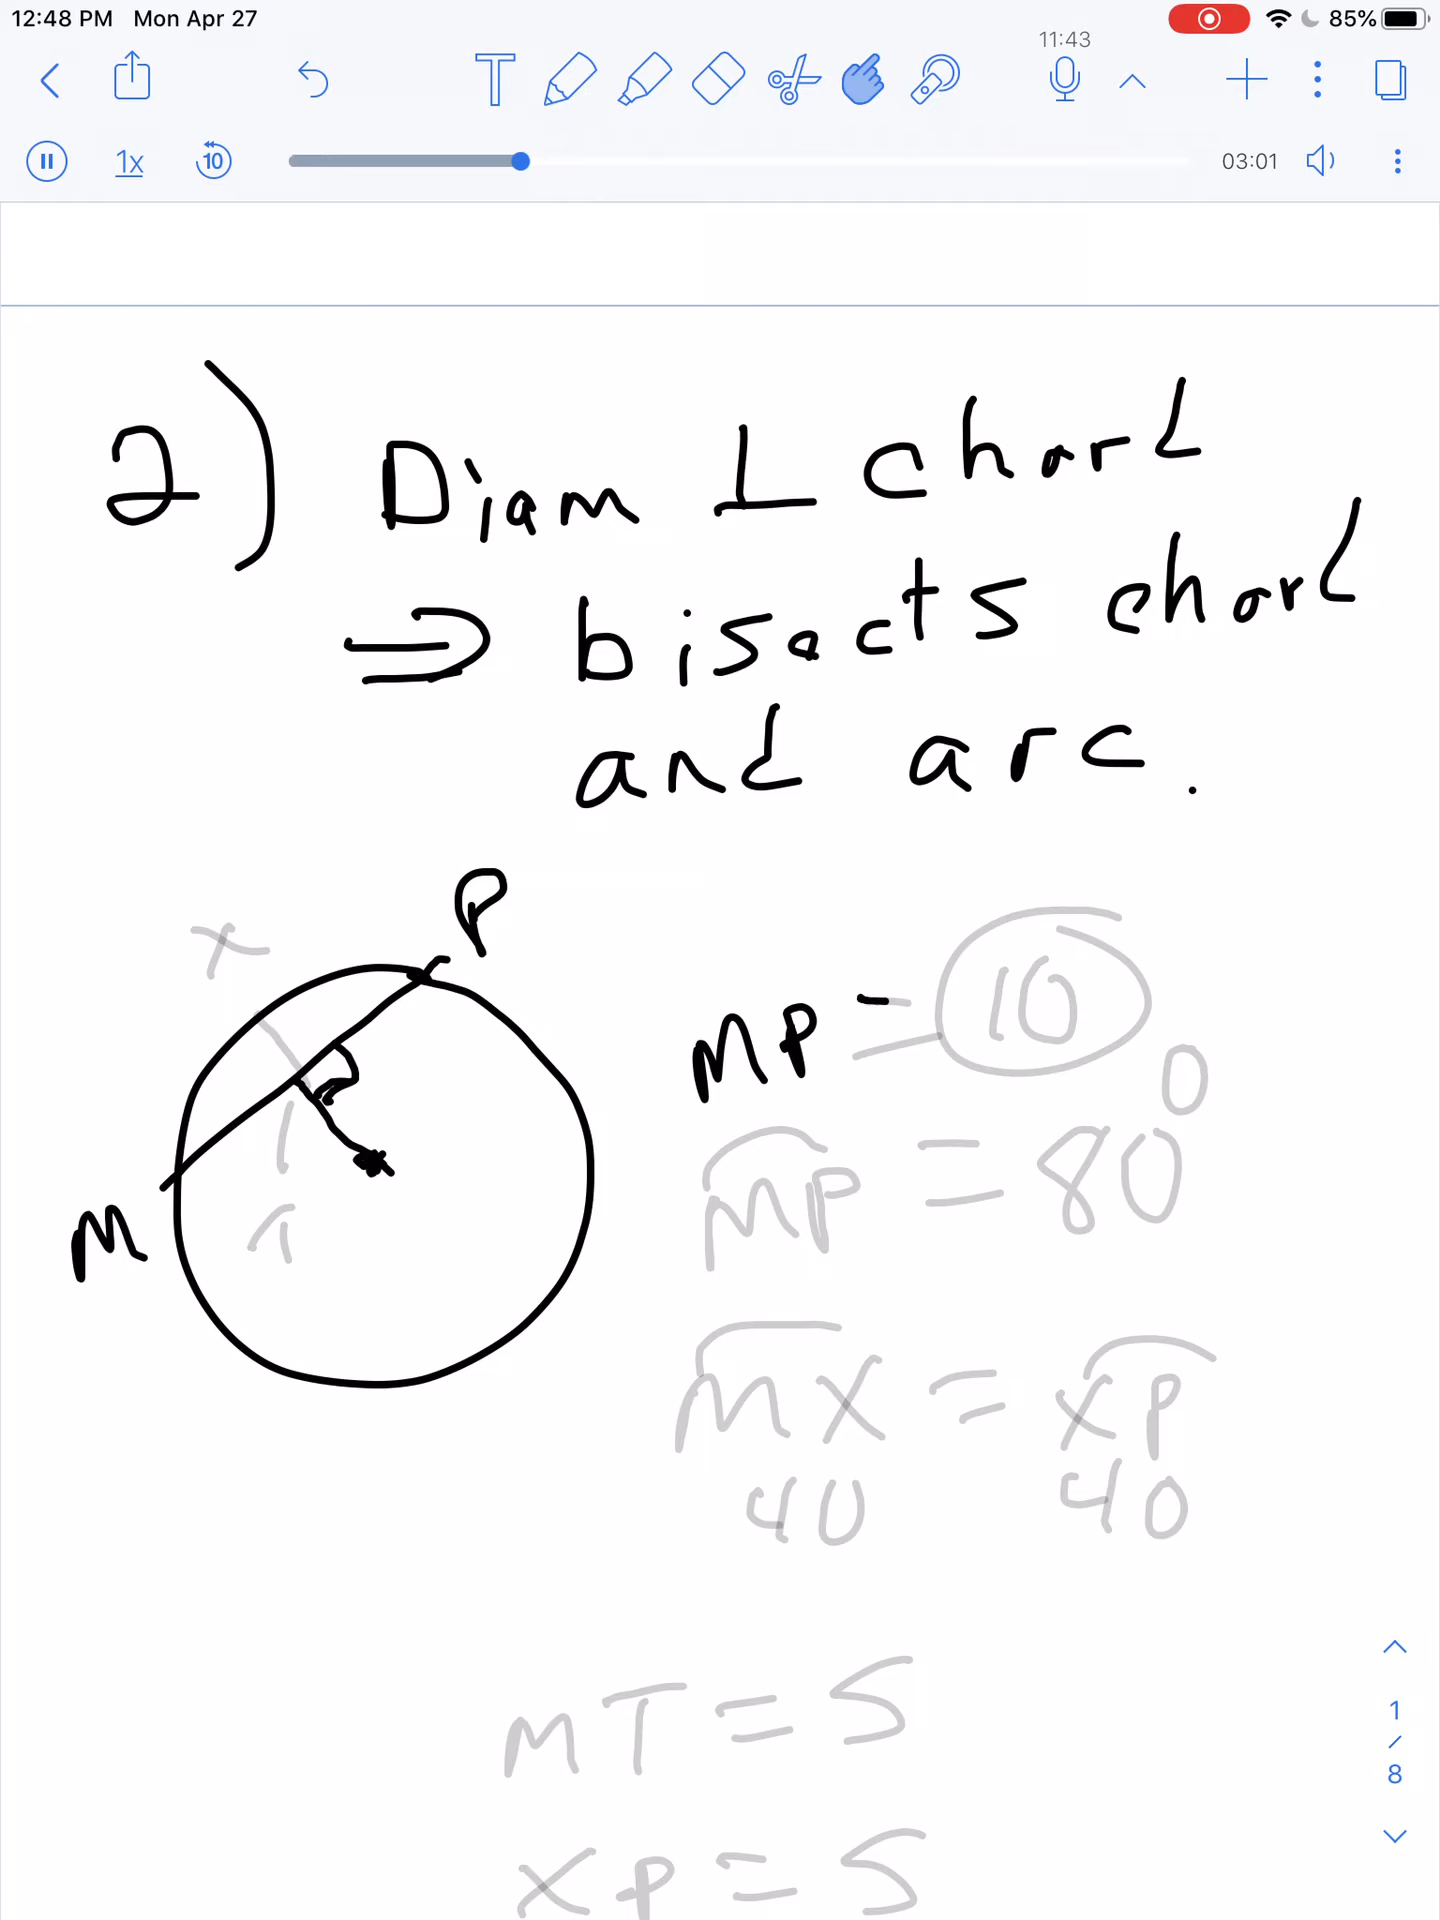 12:48 PM Mon Apr 27
85%
11:43
T
1x
10
03:01
2) Diam ⊥ chord
⇒ bisects chord
and arc.
P
X
M
T
MP = 10
MP = 80°
MX = XP
40 40
MT = 5
XP = 5
1
/
8